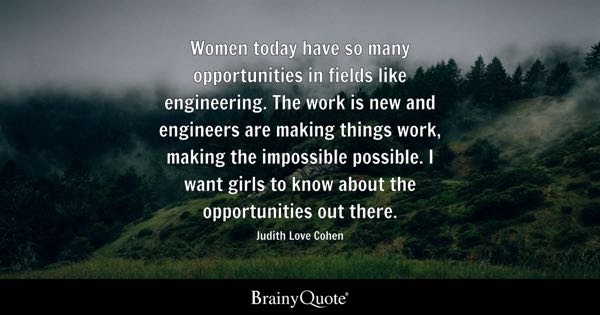 Women today have so many
opportunities in fields like
engineering. The work is new and
engineers are making things work,
making the impossible possible. I
want girls to know about the
opportunities out there.
Judith Love Cohen
BrainyQuote®